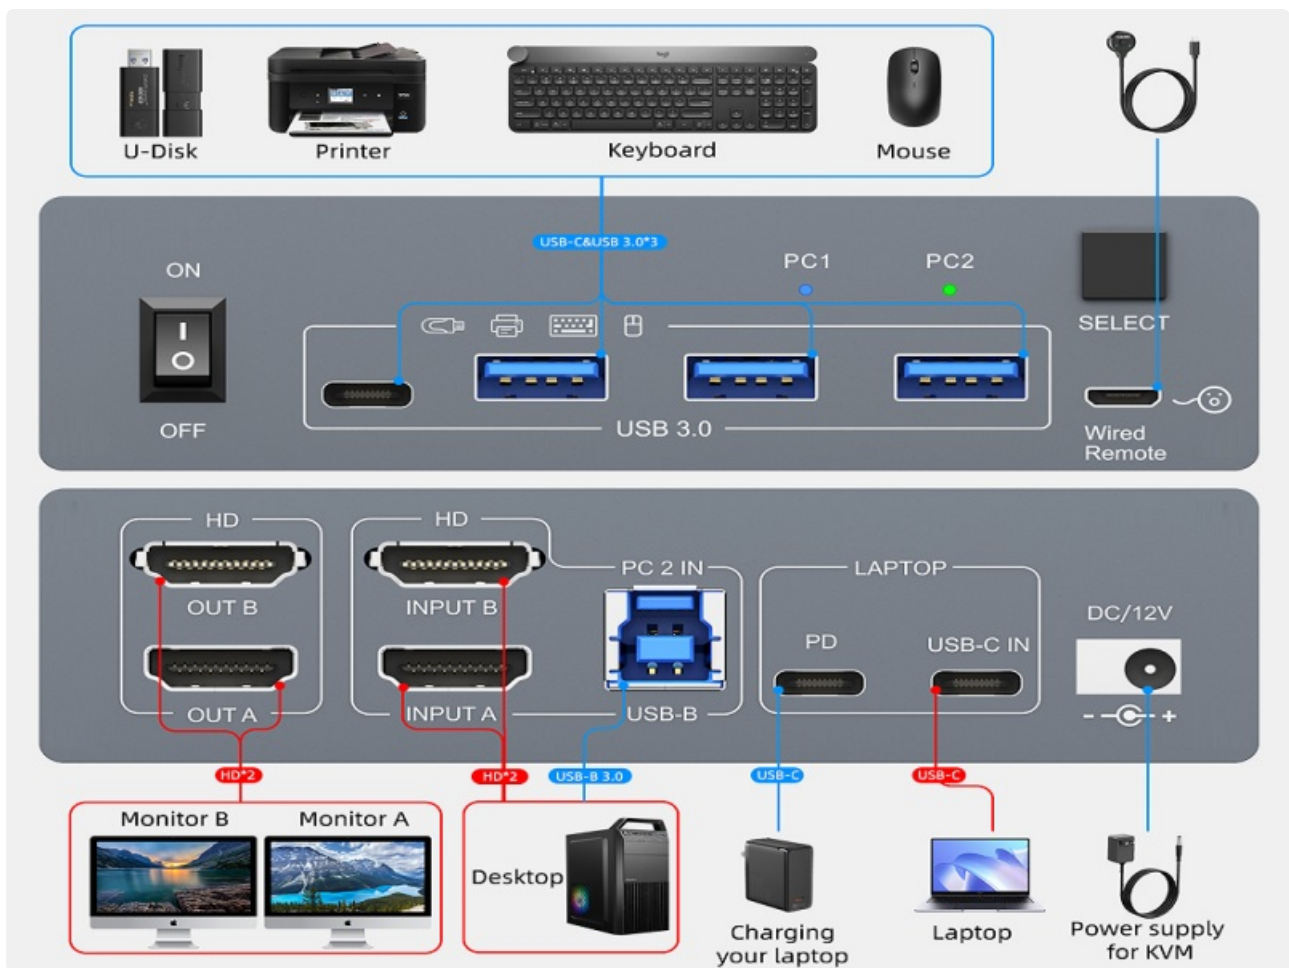 U-Disk
Printer
Keyboard
Mouse
USB-C&USB 3.0*3
ON
OFF
PC1
PC2
SELECT
USB 3.0
Wired
Remote
HD
HD
OUT B
INPUT B
PC 2 IN
LAPTOP
DC/12V
PD
USB-C IN
OUT A
INPUT A
USB-B
- +
HD*2
HD*2
USB-B 3.0
USB-C
USB-C
Monitor B
Monitor A
Desktop
Charging
your laptop
Laptop
Power supply
for KVM